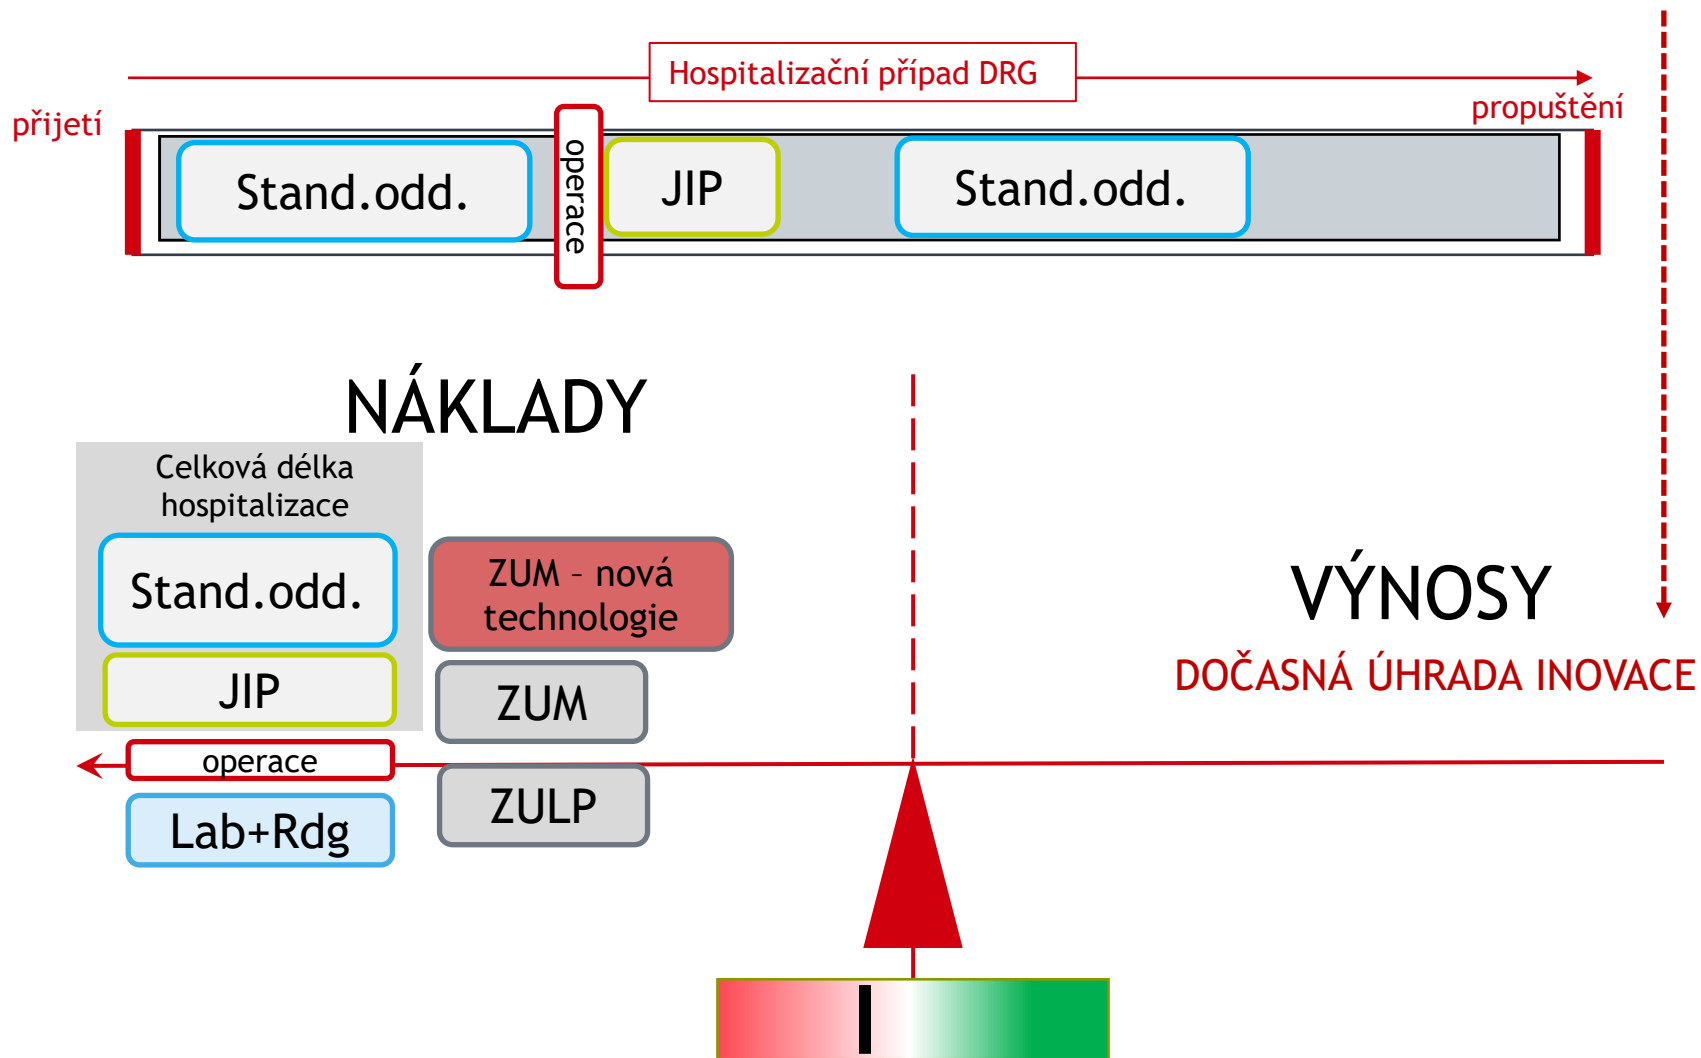 Hospitalizační případ DRG
přijetí
propuštění
Stand.odd.
operace
JIP
Stand.odd.
NÁKLADY
Celková délka
hospitalizace
Stand.odd.
JIP
operace
Lab+Rdg
ZUM – nová
technologie
ZUM
ZULP
VÝNOSY
DOČASNÁ ÚHRADA INOVACE